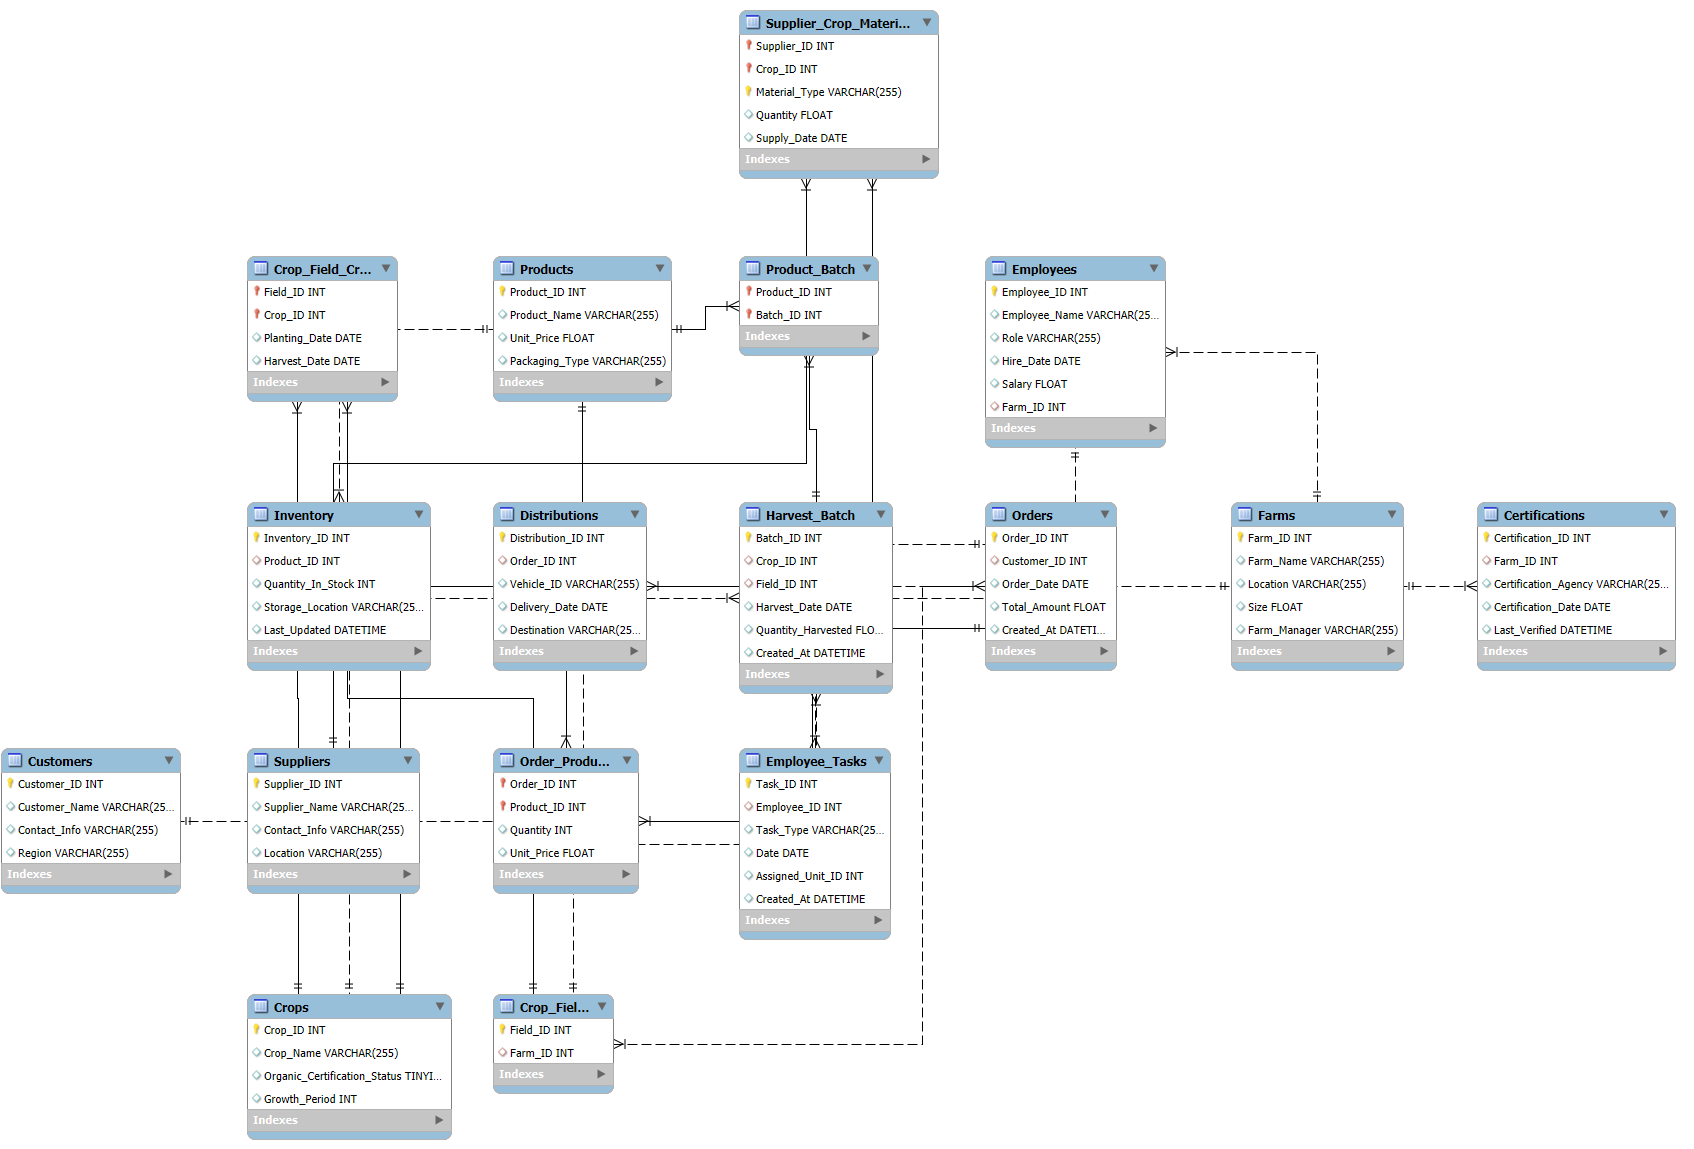 Supplier_Crop_Materi...
Supplier_ID INT
Crop_ID INT
Material_Type VARCHAR(255)
Quantity FLOAT
Supply_Date DATE
Indexes
Crop_Field_Cr...
Field_ID INT
Crop_ID INT
Planting_Date DATE
Harvest_Date DATE
Indexes
Products
Product_ID INT
Product_Name VARCHAR(255)
Unit_Price FLOAT
Packaging_Type VARCHAR(255)
Indexes
Product_Batch
Product_ID INT
Batch_ID INT
Indexes
Employees
Employee_ID INT
Employee_Name VARCHAR(25...
Role VARCHAR(255)
Hire_Date DATE
Salary FLOAT
Farm_ID INT
Indexes
Inventory
Inventory_ID INT
Product_ID INT
Quantity_In_Stock INT
Storage_Location VARCHAR(25...
Last_Updated DATETIME
Indexes
Distributions
Distribution_ID INT
Order_ID INT
Vehicle_ID VARCHAR(255)
Delivery_Date DATE
Destination VARCHAR(25...
Indexes
Harvest_Batch
Batch_ID INT
Crop_ID INT
Field_ID INT
Harvest_Date DATE
Quantity_Harvested FLO...
Created_At DATETIME
Indexes
Orders
Order_ID INT
Customer_ID INT
Order_Date DATE
Total_Amount FLOAT
Created_At DATETI...
Indexes
Farms
Farm_ID INT
Farm_Name VARCHAR(255)
Location VARCHAR(255)
Size FLOAT
Farm_Manager VARCHAR(255)
Indexes
Certifications
Certification_ID INT
Farm_ID INT
Certification_Agency VARCHAR(25...
Certification_Date DATE
Last_Verified DATETIME
Indexes
Customers
Customer_ID INT
Customer_Name VARCHAR(25...
Contact_Info VARCHAR(255)
Region VARCHAR(255)
Indexes
Suppliers
Supplier_ID INT
Supplier_Name VARCHAR(25...
Contact_Info VARCHAR(255)
Location VARCHAR(255)
Indexes
Order_Produ...
Order_ID INT
Product_ID INT
Quantity INT
Unit_Price FLOAT
Indexes
Employee_Tasks
Task_ID INT
Employee_ID INT
Task_Type VARCHAR(25...
Date DATE
Assigned_Unit_ID INT
Created_At DATETIME
Indexes
Crops
Crop_ID INT
Crop_Name VARCHAR(255)
Organic_Certification_Status TINYI...
Growth_Period INT
Indexes
Crop_Fiel...
Field_ID INT
Farm_ID INT
Indexes